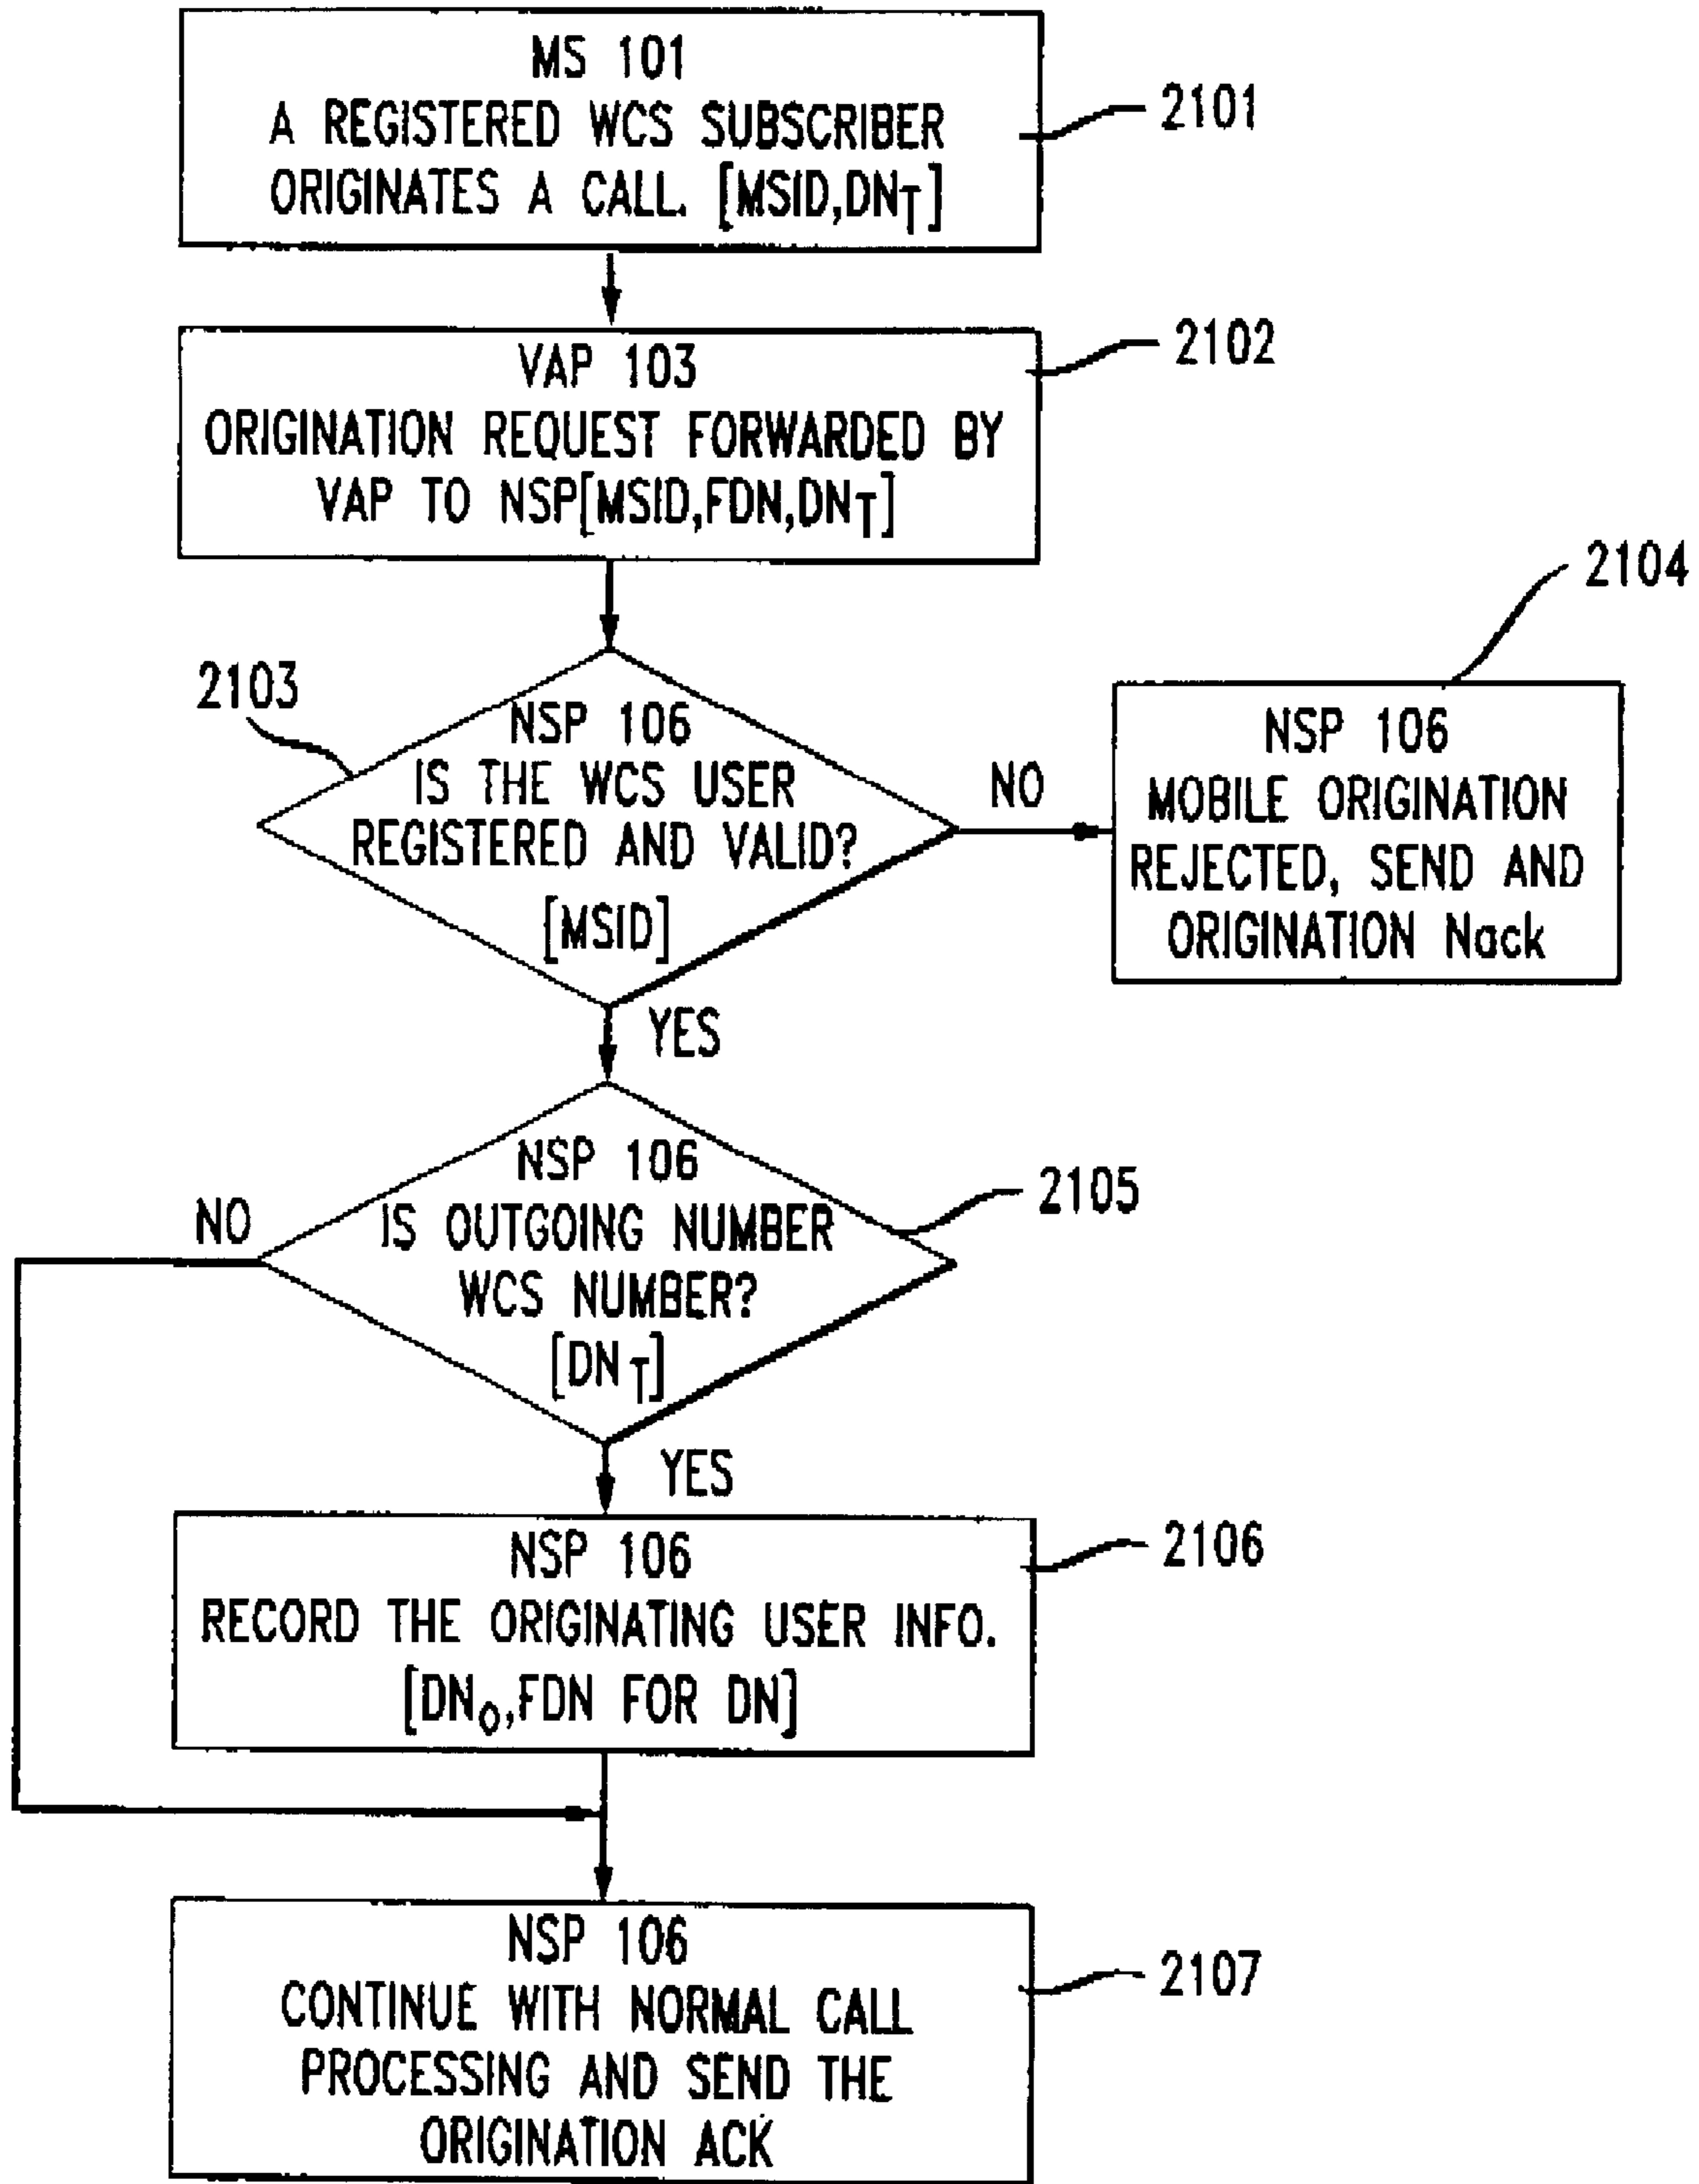 MS 101
A REGISTERED WCS SUBSCRIBER
ORIGINATES A CALL. [MSID,DNT]
2101
VAP 103
ORIGINATION REQUEST FORWARDED BY
VAP TO NSP[MSID,FDN,DNT]
2102
2103
NSP 106
IS THE WCS USER
REGISTERED AND VALID?
[MSID]
NO
YES
2104
NSP 106
MOBILE ORIGINATION
REJECTED, SEND AND
ORIGINATION Nack
NSP 106
IS OUTGOING NUMBER
WCS NUMBER?
[DNT]
2105
NO
YES
NSP 106
RECORD THE ORIGINATING USER INFO.
[DNO,FDN FOR DN]
2106
NSP 106
CONTINUE WITH NORMAL CALL
PROCESSING AND SEND THE
ORIGINATION ACK
2107